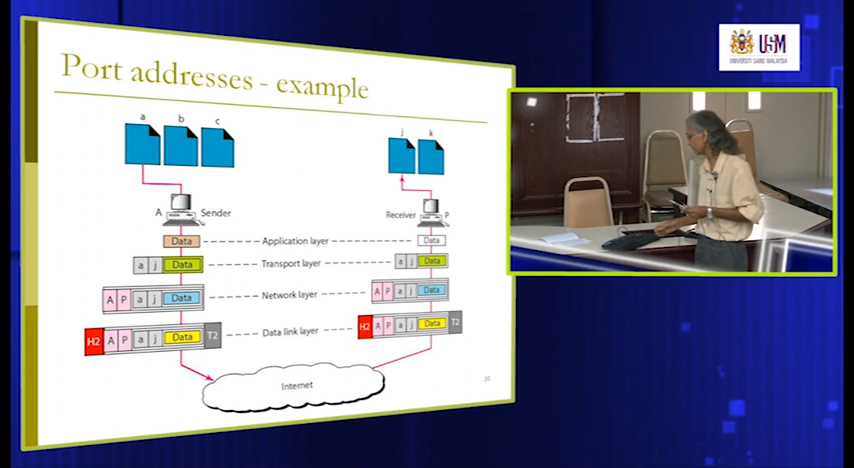 Port addresses - example
a b c
j k
A Sender
Receiver P
Data Application layer Data
a j Data Transport layer a j Data
A P a j Data Network layer A P a j Data
H2 A P a j Data T2 Data link layer H2 A P a j Data T2
Internet
USM
UNIVERSITI SAINS MALAYSIA